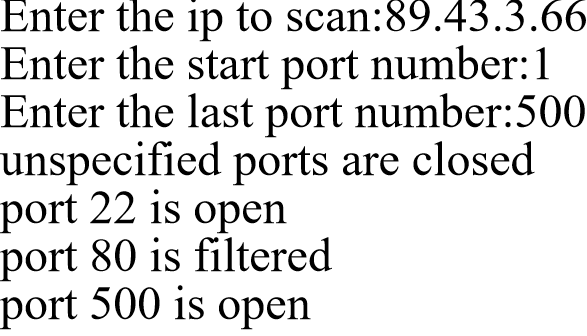 Enter the ip to scan:89.43.3.66
Enter the start port number:1
Enter the last port number:500
unspecified ports are closed
port 22 is open
port 80 is filtered
port 500 is open